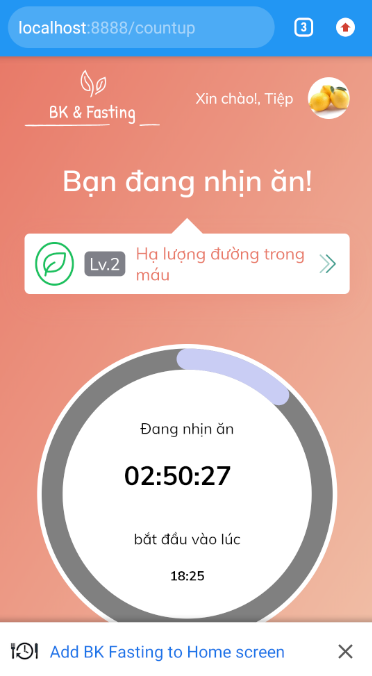 localhost:8888/countup
3
BK & Fasting
Xin chào!, Tiệp
Bạn đang nhịn ăn!
Lv.2
Hạ lượng đường trong
máu
Đang nhịn ăn
02:50:27
bắt đầu vào lúc
18:25
Add BK Fasting to Home screen